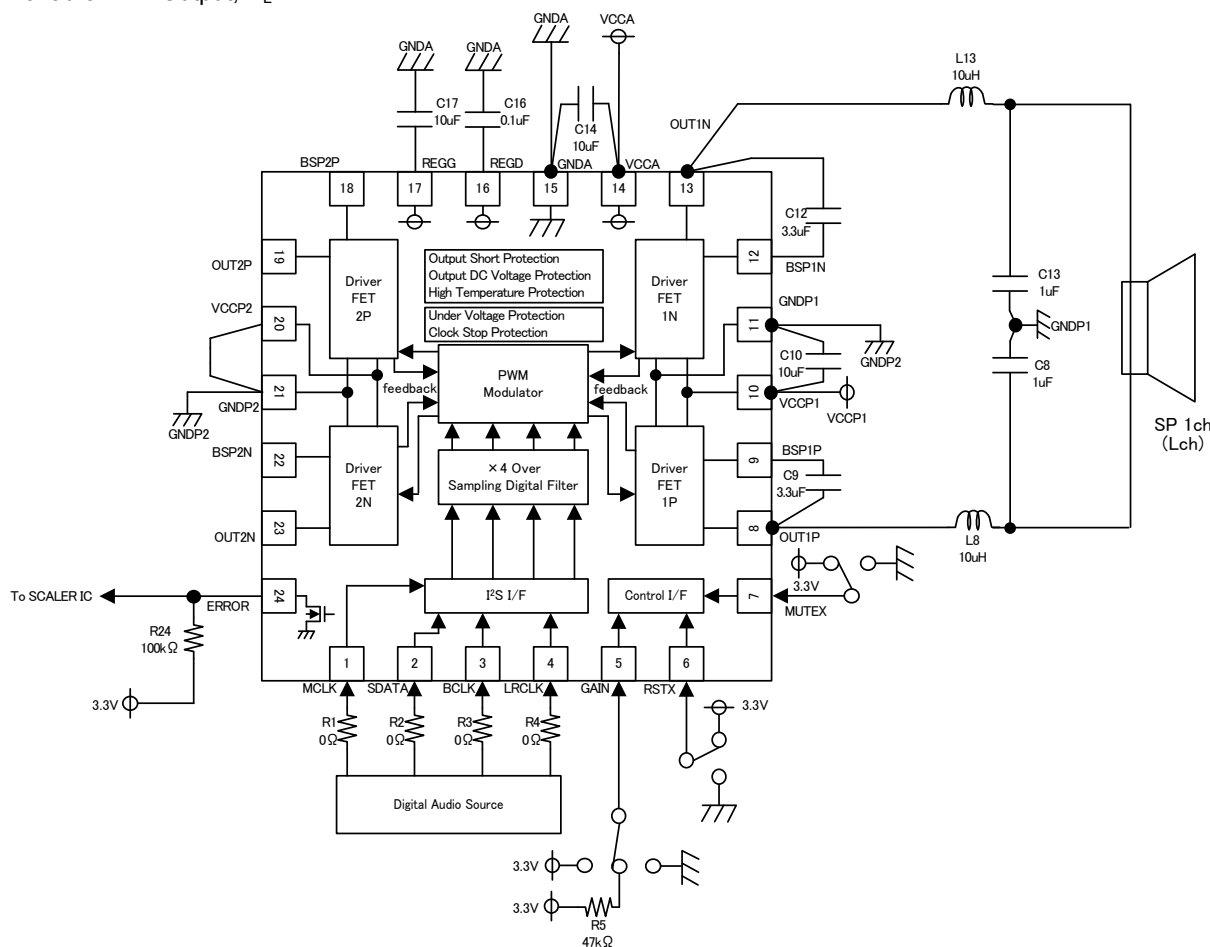 GNDA
VCCA
GNDA
GNDA
L13
10uH
C17
10uF
C16
0.1uF
C14
10uF
OUT1N
BSP2P
REGG
REGD
GNDA
VCCA
18
17
16
15
14
13
C12
3.3uF
19
OUT2P
Driver
FET
2P
Output Short Protection
Output DC Voltage Protection
High Temperature Protection
Under Voltage Protection
Clock Stop Protection
Driver
FET
1N
12
BSP1N
C13
1uF
VCCP2
20
GNDP1
11
GNDP1
GNDP2
C10
10uF
C8
1uF
feedback
PWM
Modulator
feedback
21
GNDP2
GNDP2
10
VCCP1
VCCP1
SP 1ch
(Lch)
BSP2N
22
Driver
FET
2N
×4 Over
Sampling Digital Filter
Driver
FET
1P
9
BSP1P
C9
3.3uF
23
OUT2N
8
OUT1P
L8
10uH
To SCALER IC
ERROR
24
I²S I/F
Control I/F
7
3.3V
MUTEX
R24
100kΩ
1
2
3
4
5
6
MCLK
SDATA
BCLK
LRCLK
GAIN
RSTX
3.3V
3.3V
R1
0Ω
R2
0Ω
R3
0Ω
R4
0Ω
Digital Audio Source
3.3V
3.3V
R5
47kΩ